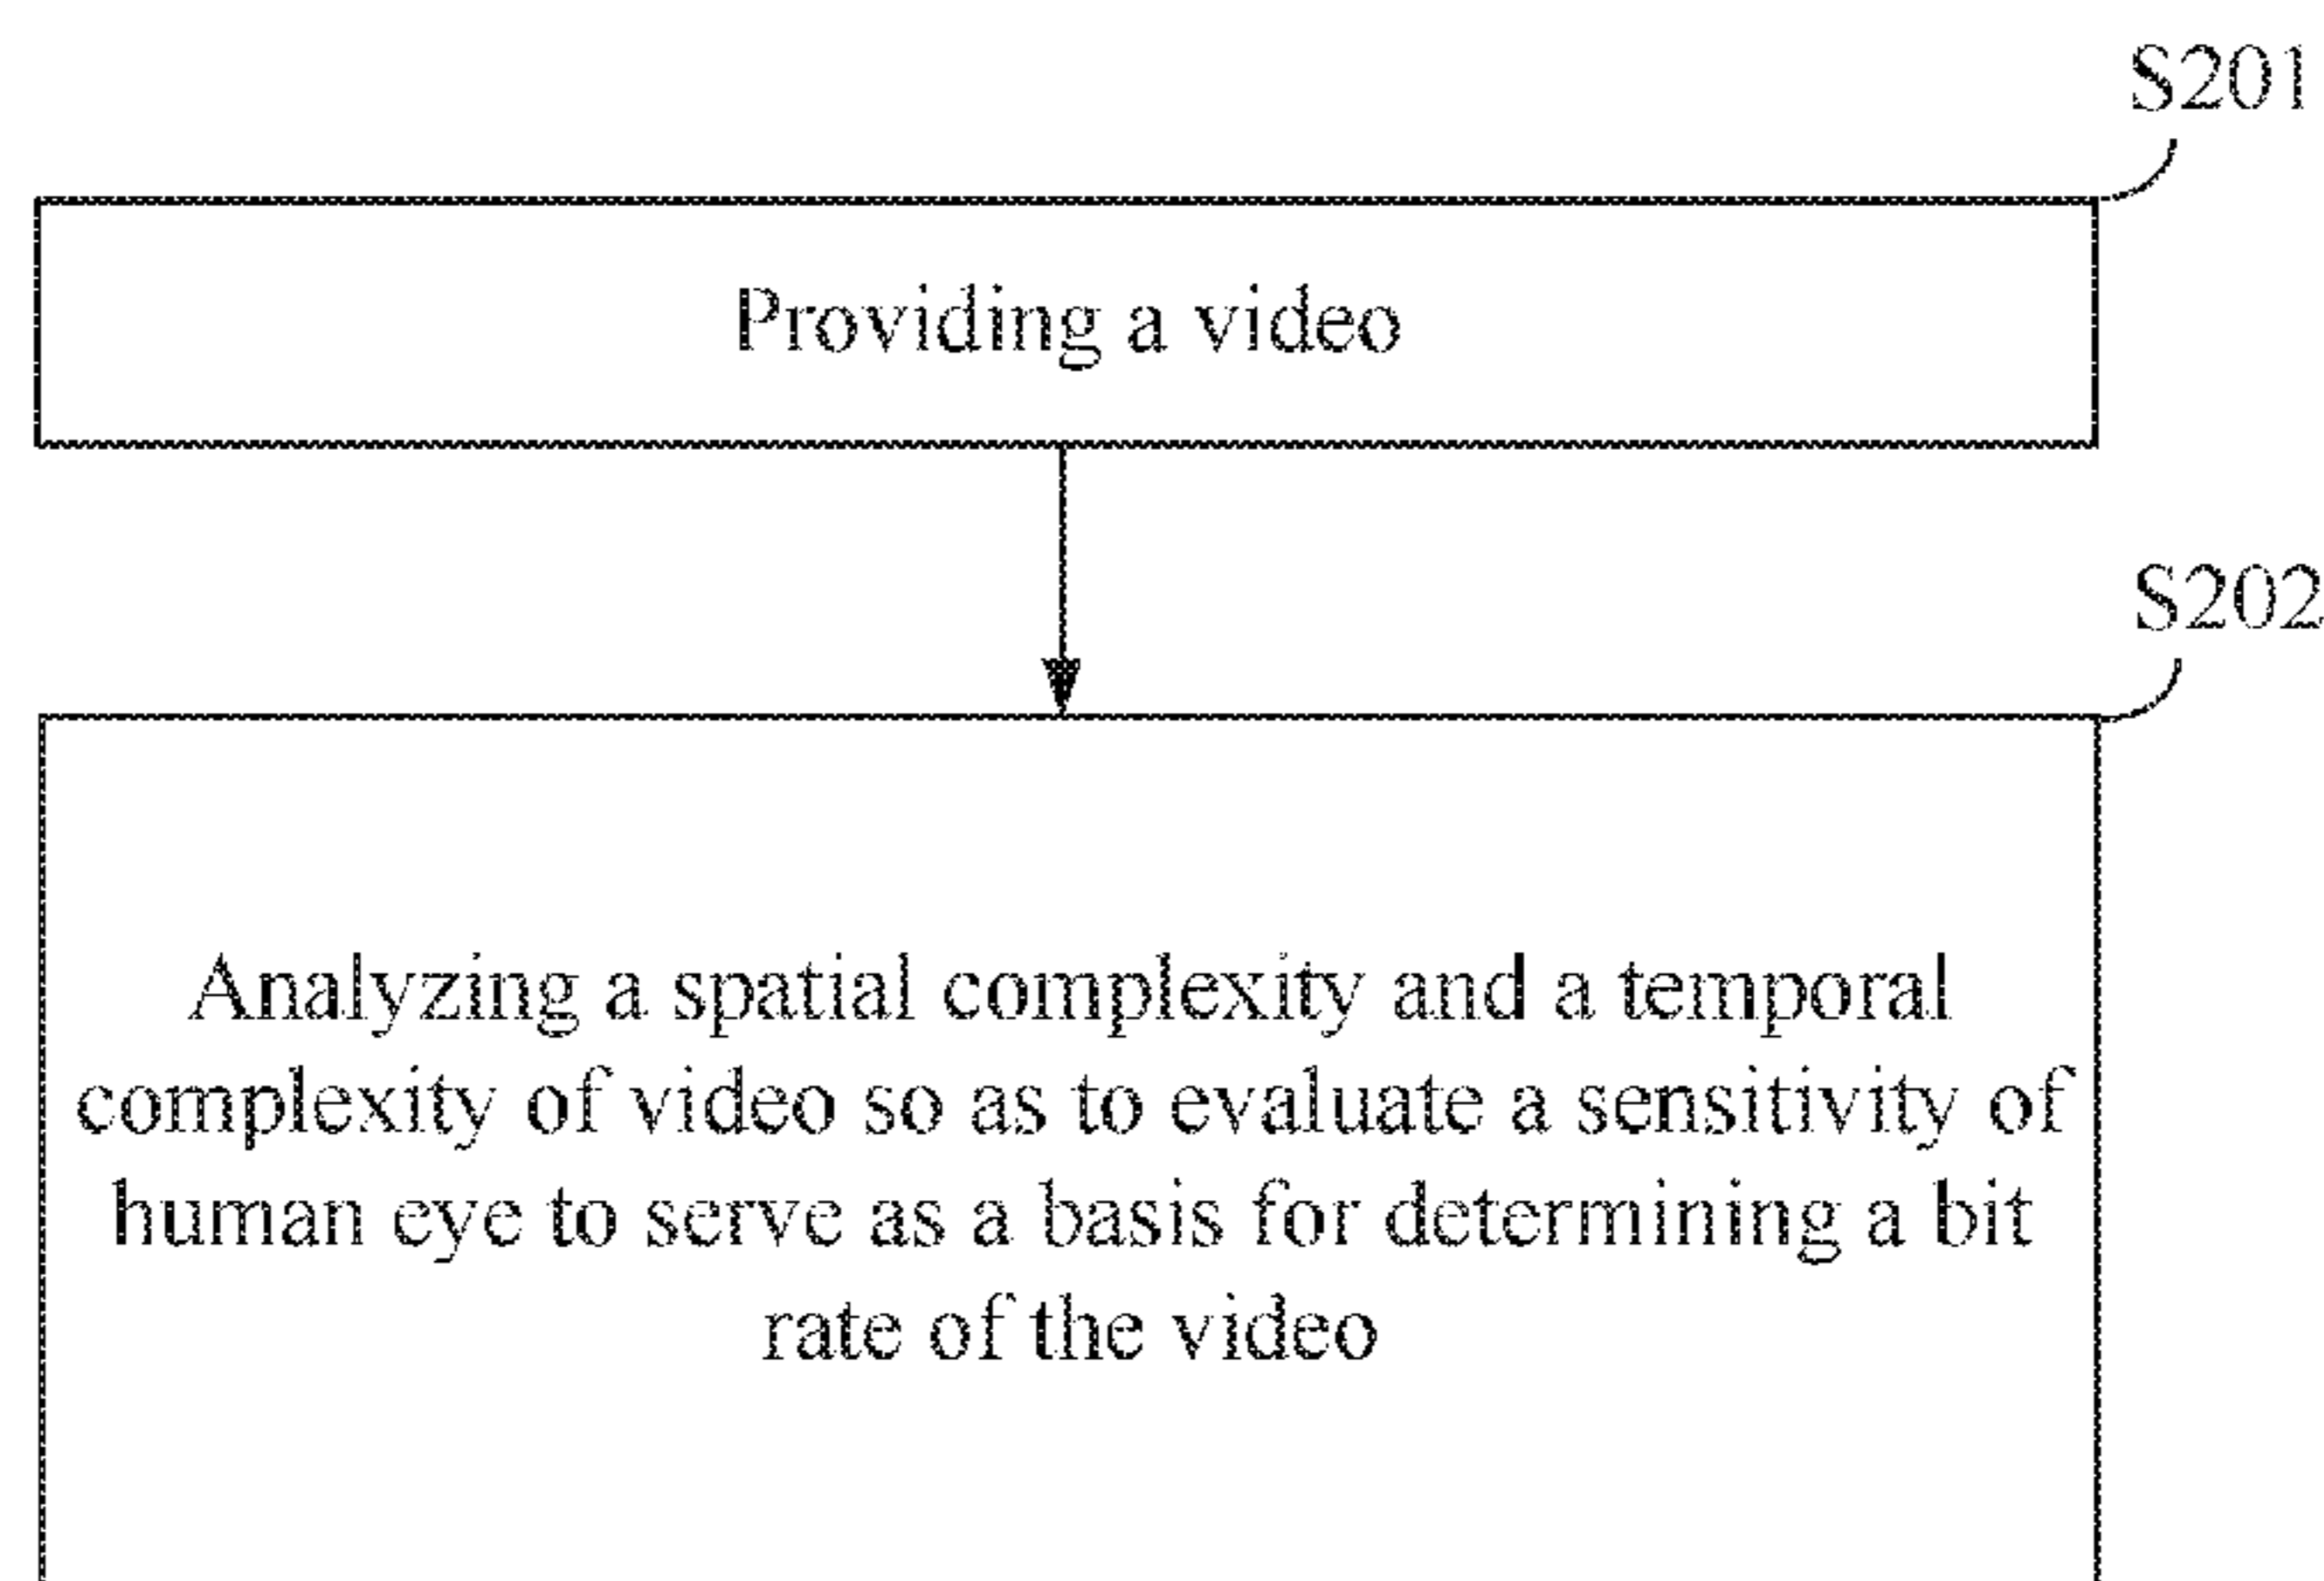 S201
Providing a video
S202
Analyzing a spatial complexity and a temporal
complexity of video so as to evaluate a sensitivity of
human eye to serve as a basis for determining a bit
rate of the video